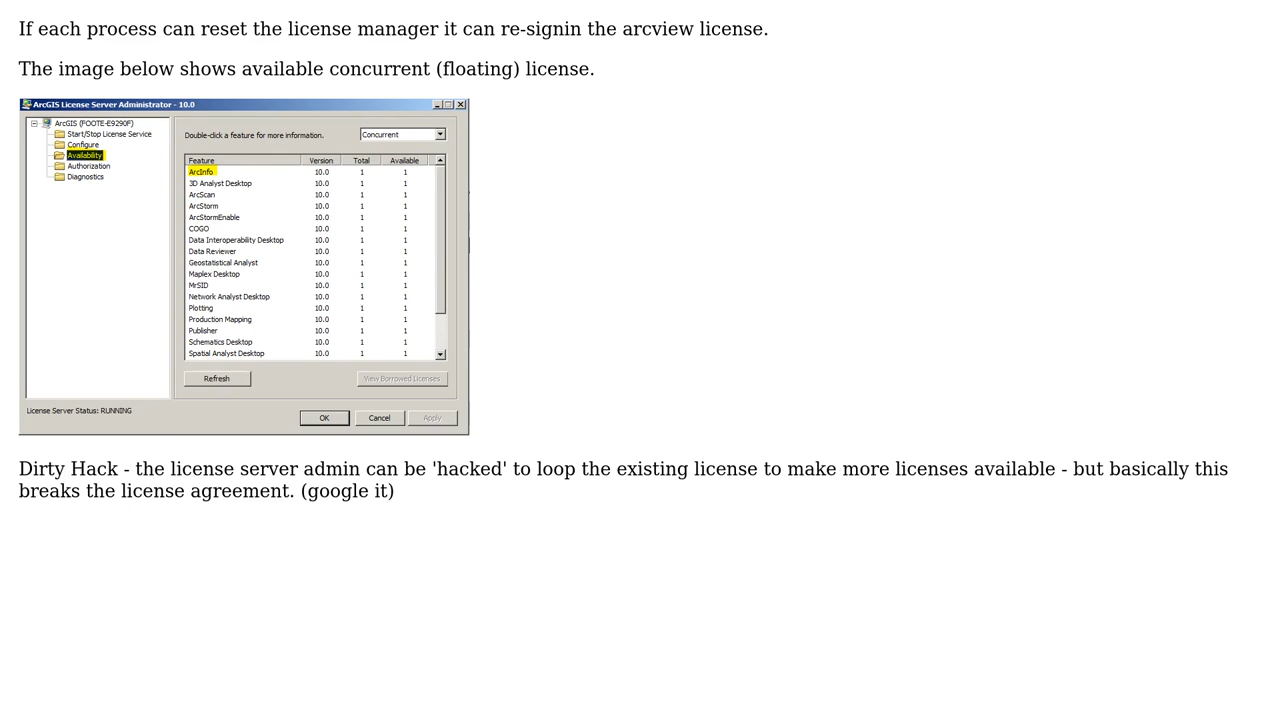 If each process can reset the license manager it can re-signin the arcview license.
The image below shows available concurrent (floating) license.
ArcGIS License Server Administrator - 10.0
ArcGIS (FOOTE-E9290F)
Start/Stop License Service
Configure
Availability
Authorization
Diagnostics
Double-click a feature for more information.
Concurrent
Feature Version Total Available
ArcInfo 10.0 1 1
3D Analyst Desktop 10.0 1 1
ArcScan 10.0 1 1
ArcStorm 10.0 1 1
ArcStormEnable 10.0 1 1
COGO 10.0 1 1
Data Interoperability Desktop 10.0 1 1
Data Reviewer 10.0 1 1
Geostatistical Analyst 10.0 1 1
Maplex Desktop 10.0 1 1
MrSID 10.0 1 1
Network Analyst Desktop 10.0 1 1
Plotting 10.0 1 1
Production Mapping 10.0 1 1
Publisher 10.0 1 1
Schematics Desktop 10.0 1 1
Spatial Analyst Desktop 10.0 1 1
Refresh
View Borrowed Licenses
License Server Status: RUNNING
OK
Cancel
Apply
Dirty Hack - the license server admin can be 'hacked' to loop the existing license to make more licenses available - but basically this
breaks the license agreement. (google it)